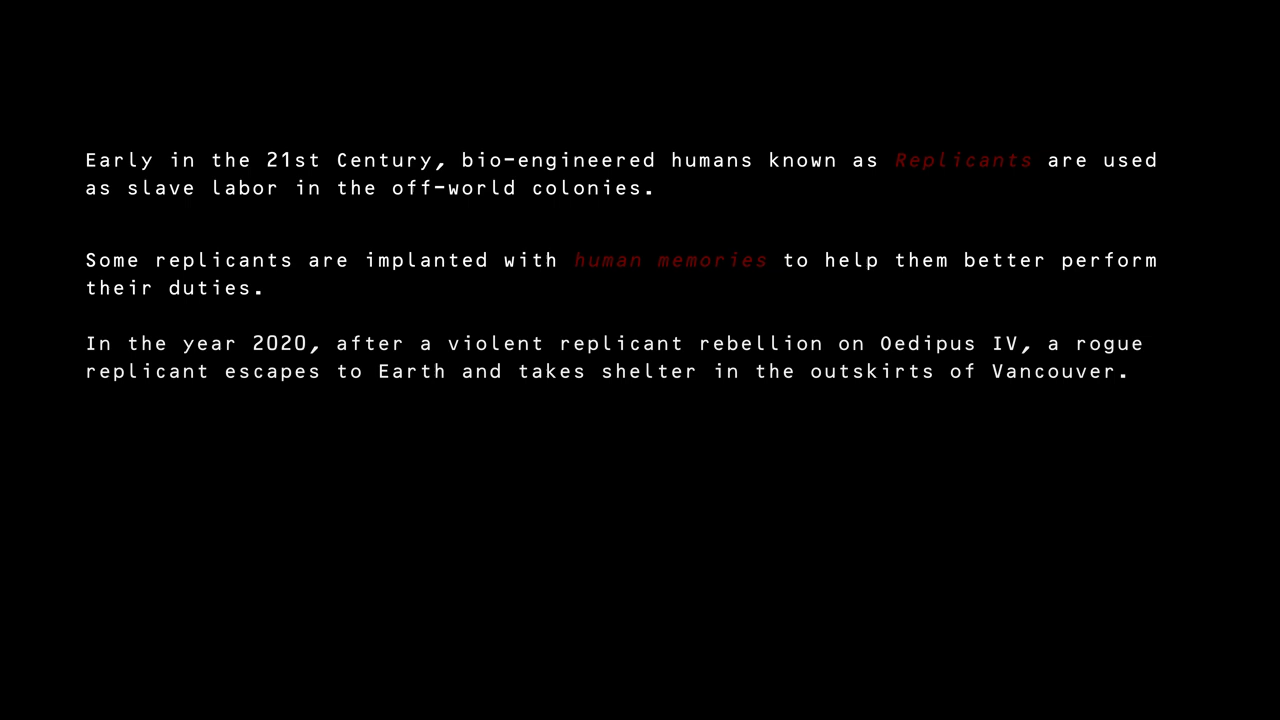 Early in the 21st Century, bio-engineered humans known as Replicants are used
as slave labor in the off-world colonies.
Some replicants are implanted with human memories to help them better perform
their duties.
In the year 2020, after a violent replicant rebellion on Oedipus IV, a rogue
replicant escapes to Earth and takes shelter in the outskirts of Vancouver.